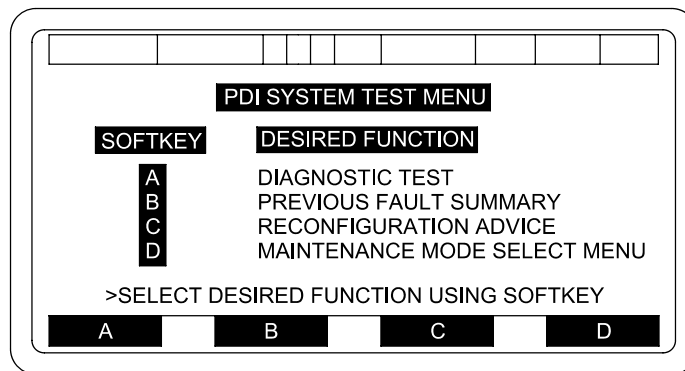 PDI SYSTEM TEST MENU
SOFTKEY DESIRED FUNCTION
A DIAGNOSTIC TEST
B PREVIOUS FAULT SUMMARY
C RECONFIGURATION ADVICE
D MAINTENANCE MODE SELECT MENU
>SELECT DESIRED FUNCTION USING SOFTKEY
A B C D